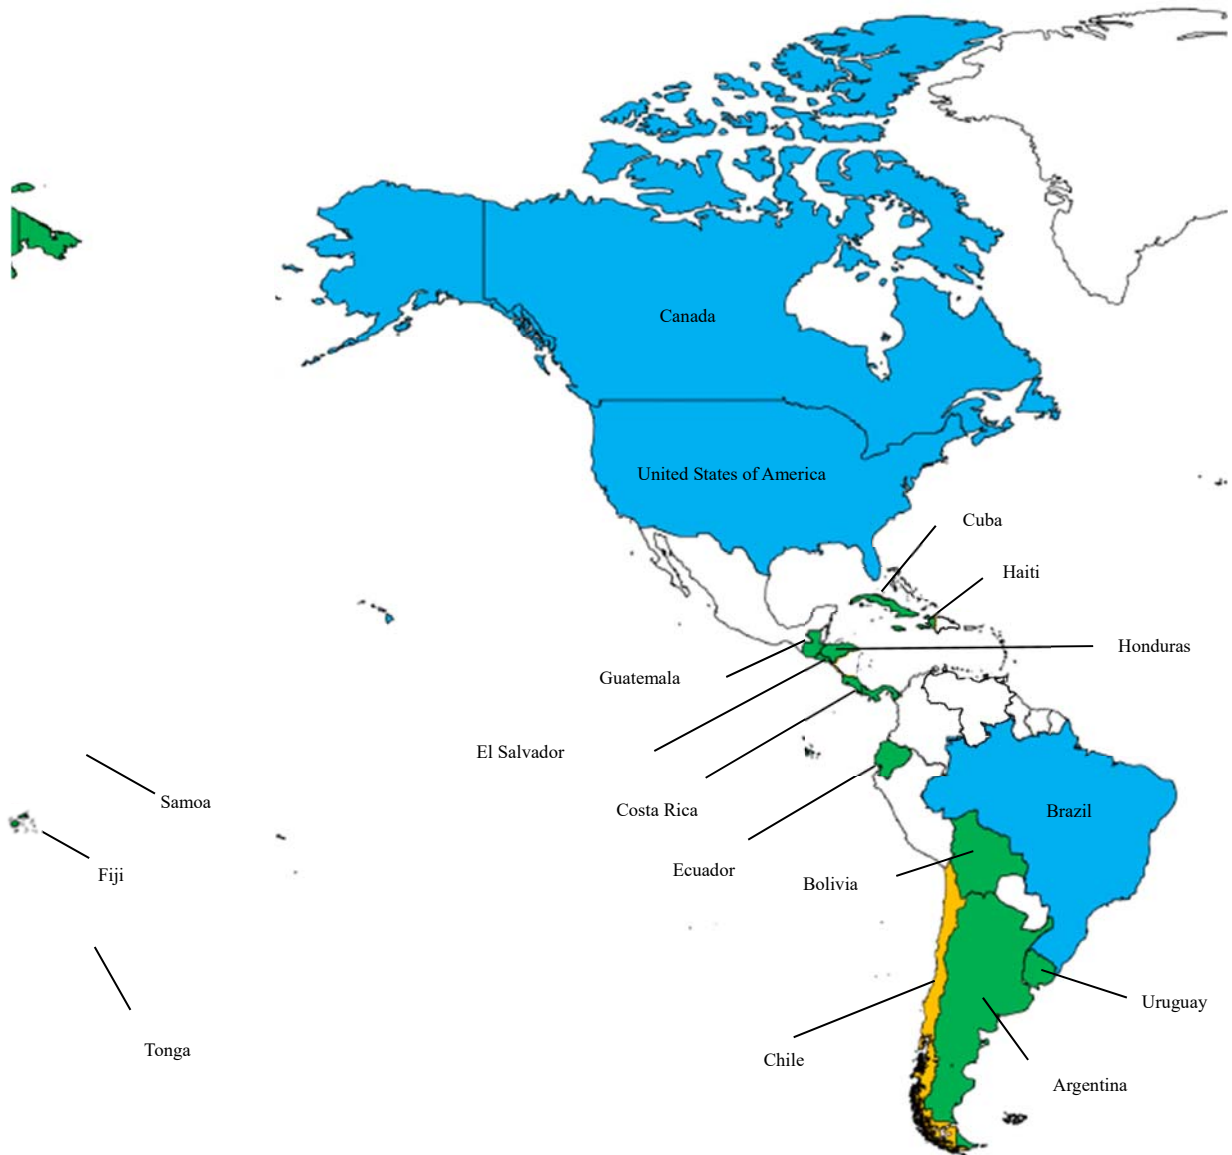 Canada
United States of America
Cuba
Haiti
Honduras
Guatemala
El Salvador
Samoa
Costa Rica
Brazil
Ecuador
Fiji
Bolivia
Uruguay
Tonga
Chile
Argentina